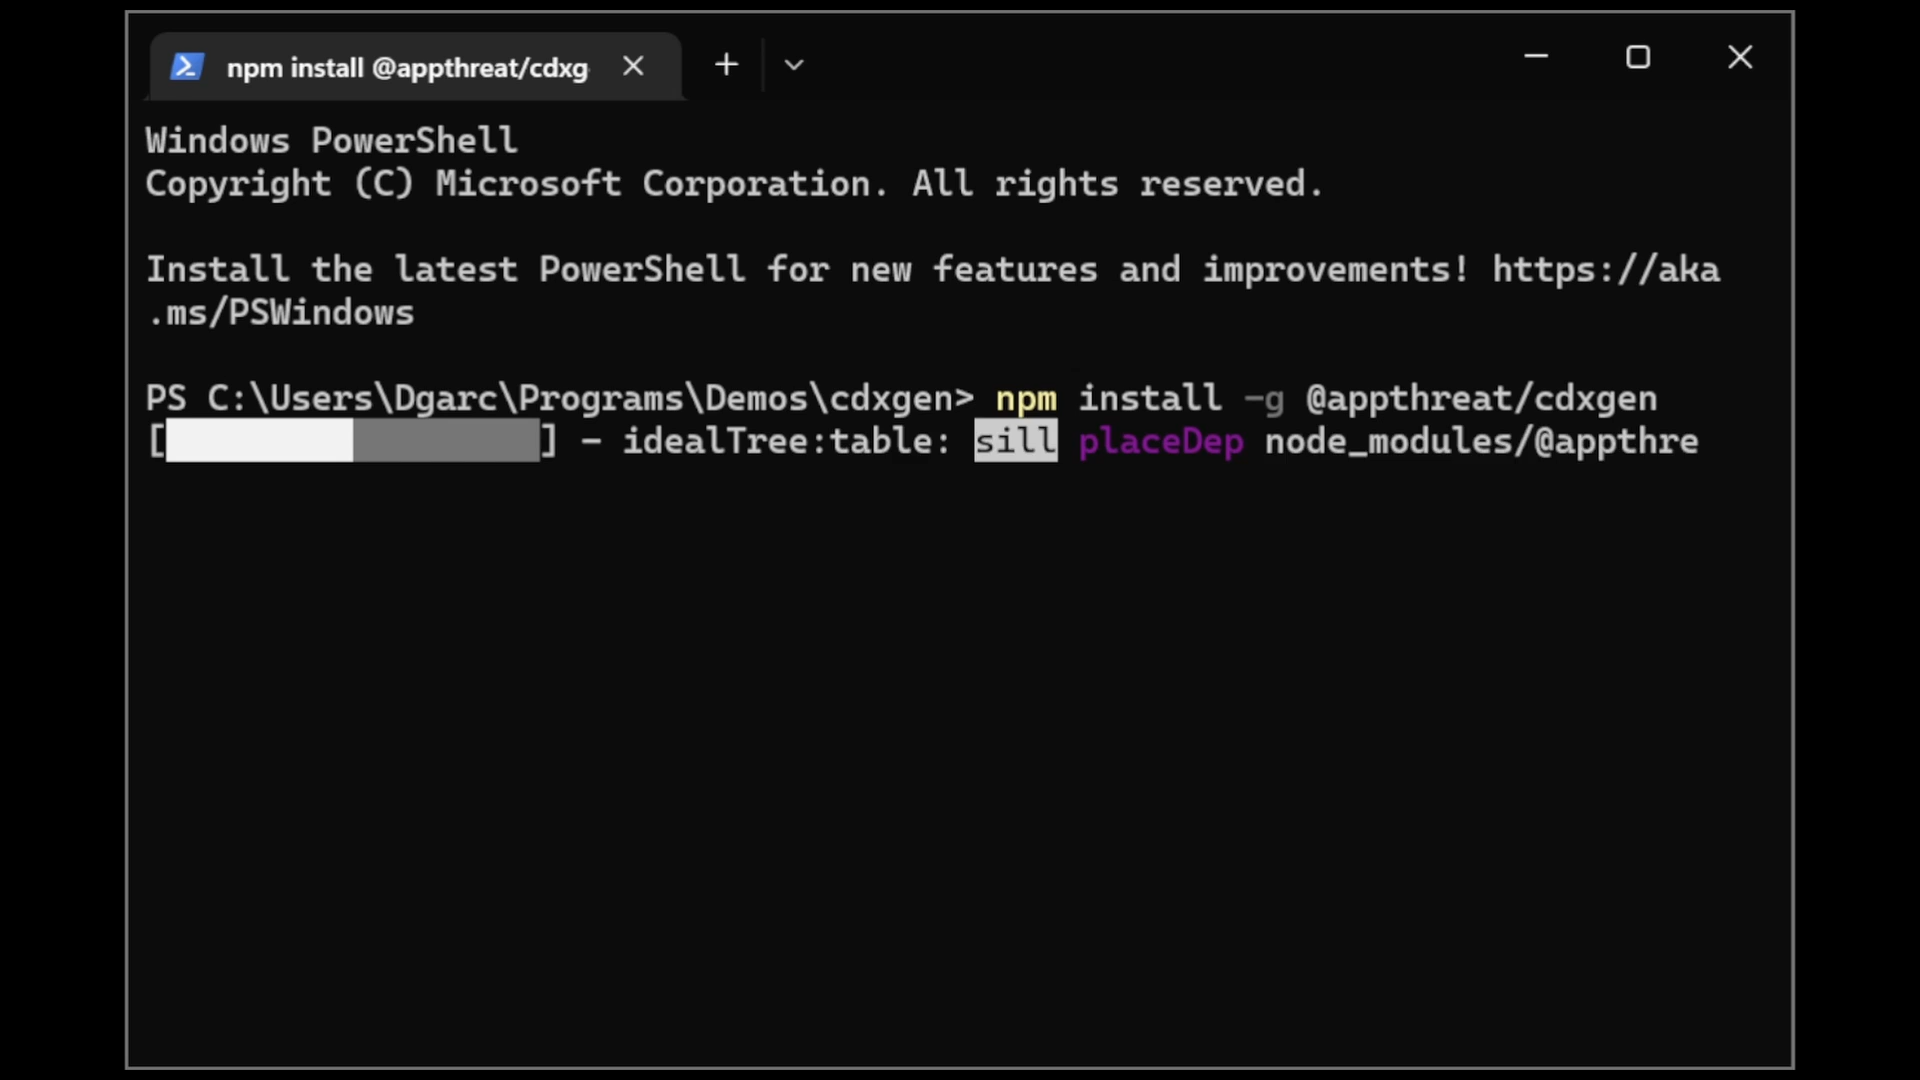 npm install @appthreat/cdxg
Windows PowerShell
Copyright (C) Microsoft Corporation. All rights reserved.
Install the latest PowerShell for new features and improvements! https://aka
.ms/PSWindows
PS C:\Users\Dgarc\Programs\Demos\cdxgen> npm install -g @appthreat/cdxgen
[] - idealTree:table: sill placeDep node_modules/@appthre